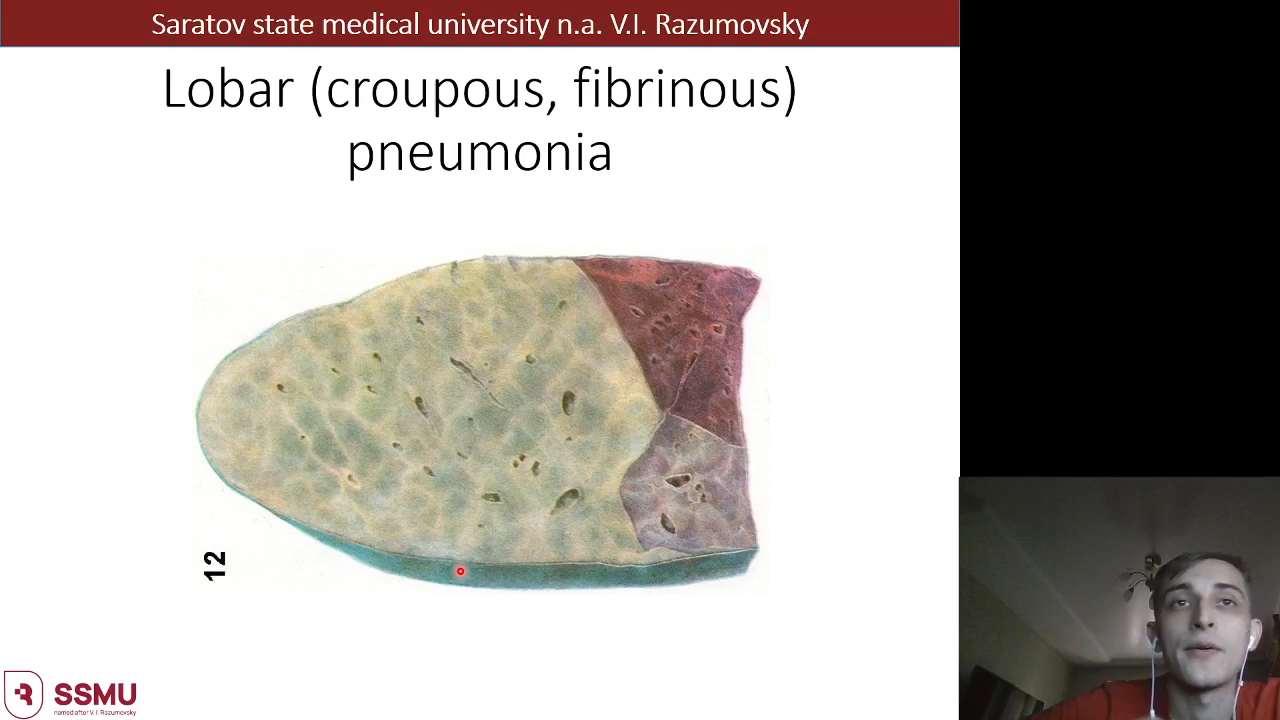 Saratov state medical university n.a. V.I. Razumovsky
Lobar (croupous, fibrinous)
pneumonia
12
SSMU
named after V.I. Razumovsky